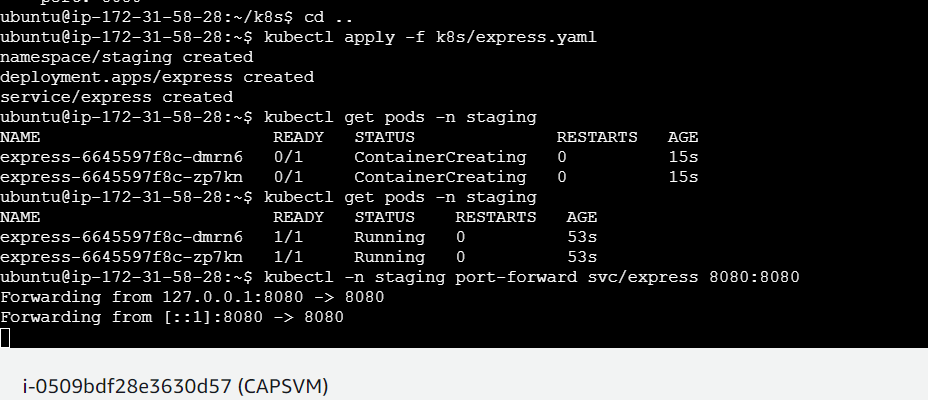 ubuntu@ip-172-31-58-28:~/k8s$ cd ..
ubuntu@ip-172-31-58-28:~$ kubectl apply -f k8s/express.yaml
namespace/staging created
deployment.apps/express created
service/express created
ubuntu@ip-172-31-58-28:~$ kubectl get pods -n staging
NAME READY STATUS RESTARTS AGE
express-6645597f8c-dmrn6 0/1 ContainerCreating 0 15s
express-6645597f8c-zp7kn 0/1 ContainerCreating 0 15s
ubuntu@ip-172-31-58-28:~$ kubectl get pods -n staging
NAME READY STATUS RESTARTS AGE
express-6645597f8c-dmrn6 1/1 Running 0 53s
express-6645597f8c-zp7kn 1/1 Running 0 53s
ubuntu@ip-172-31-58-28:~$ kubectl -n staging port-forward svc/express 8080:8080
Forwarding from 127.0.0.1:8080 -> 8080
Forwarding from [::1]:8080 -> 8080
i-0509bdf28e3630d57 (CAPSVM)